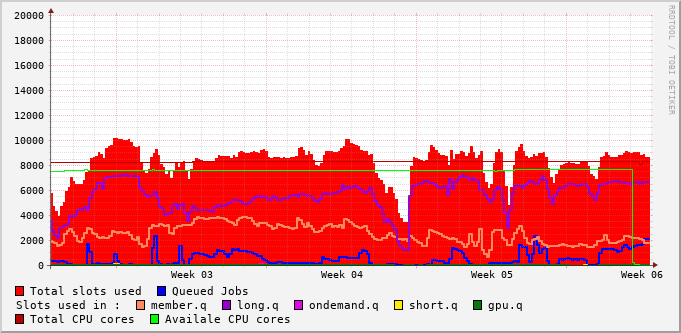 RRDTOOL / TOBI OETIKER
20000
18000
16000
14000
12000
10000
8000
6000
4000
2000
0
Week 03 Week 04 Week 05 Week 06
Total slots used Queued Jobs
Slots used in : member.q long.q ondemand.q short.q gpu.q
Total CPU cores Availale CPU cores